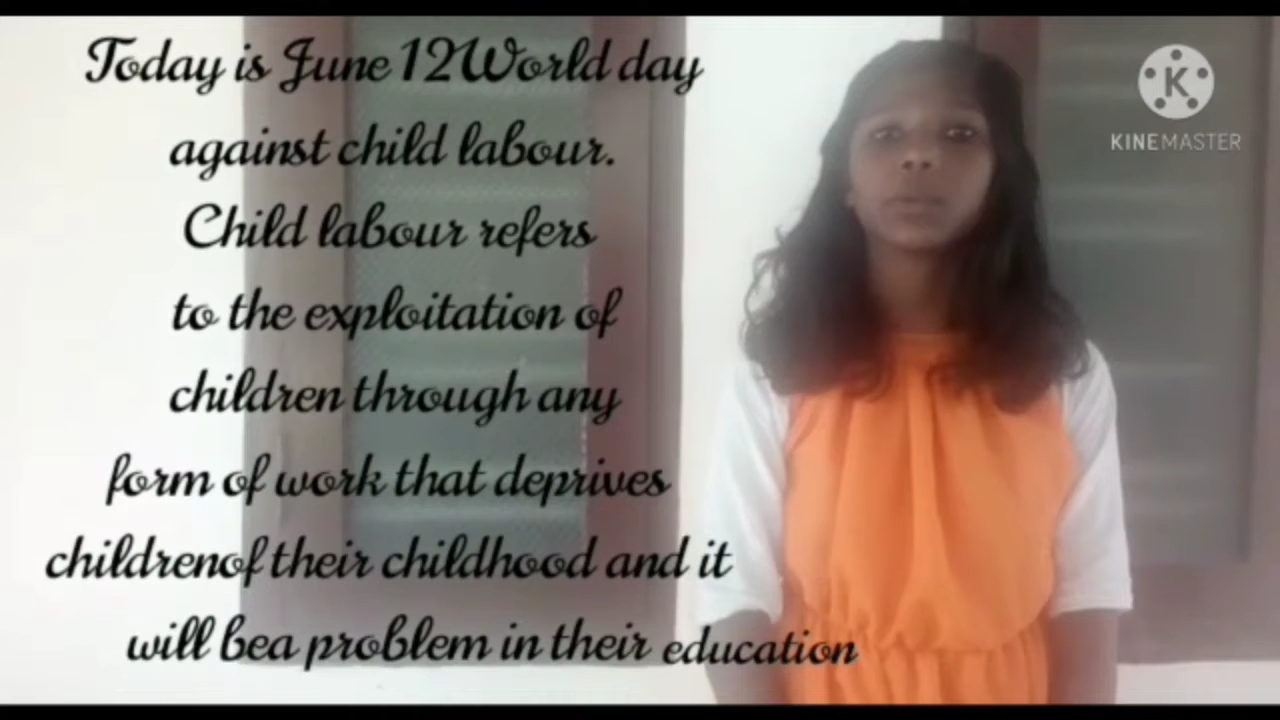 Today is June 12World day
against child labour.
Child labour refers
to the exploitation of
children through any
form of work that deprives
childrenof their childhood and it
will bea problem in their education
K
KINEMASTER